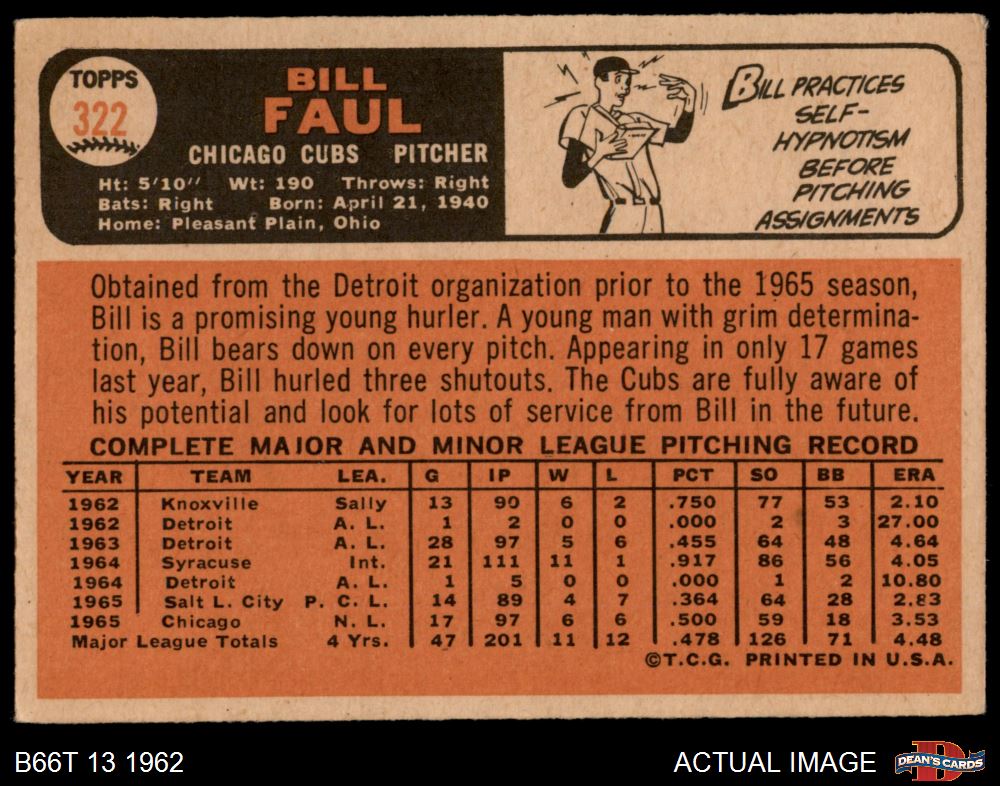 TOPPS
322
BILL
FAUL
CHICAGO CUBS PITCHER
Ht: 5'10" Wt: 190 Throws: Right
Bats: Right Born: April 21, 1940
Home: Pleasant Plain, Ohio
BILL PRACTICES
SELF-
HYPNOTISM
BEFORE
PITCHING
ASSIGNMENTS
Obtained from the Detroit organization prior to the 1965 season,
Bill is a promising young hurler. A young man with grim determina-
tion, Bill bears down on every pitch. Appearing in only 17 games
last year, Bill hurled three shutouts. The Cubs are fully aware of
his potential and look for lots of service from Bill in the future.
COMPLETE MAJOR AND MINOR LEAGUE PITCHING RECORD
YEAR TEAM LEA. G IP W L PCT SO BB ERA
1962 Knoxville Sally 13 90 6 2 .750 77 53 2.10
1962 Detroit A. L. 1 2 0 0 .000 2 3 27.00
1963 Detroit A. L. 28 97 5 6 .455 64 48 4.64
1964 Syracuse Int. 21 111 11 1 .917 86 56 4.05
1964 Detroit A. L. 1 5 0 0 .000 1 2 10.80
1965 Salt L. City P. C. L. 14 89 4 7 .364 64 28 2.83
1965 Chicago N. L. 17 97 6 6 .500 59 18 3.53
Major League Totals 4 Yrs. 47 201 11 12 .478 126 71 4.48
©T.C.G. PRINTED IN U.S.A.
B66T 13 1962
ACTUAL IMAGE
DEAN'S CARDS